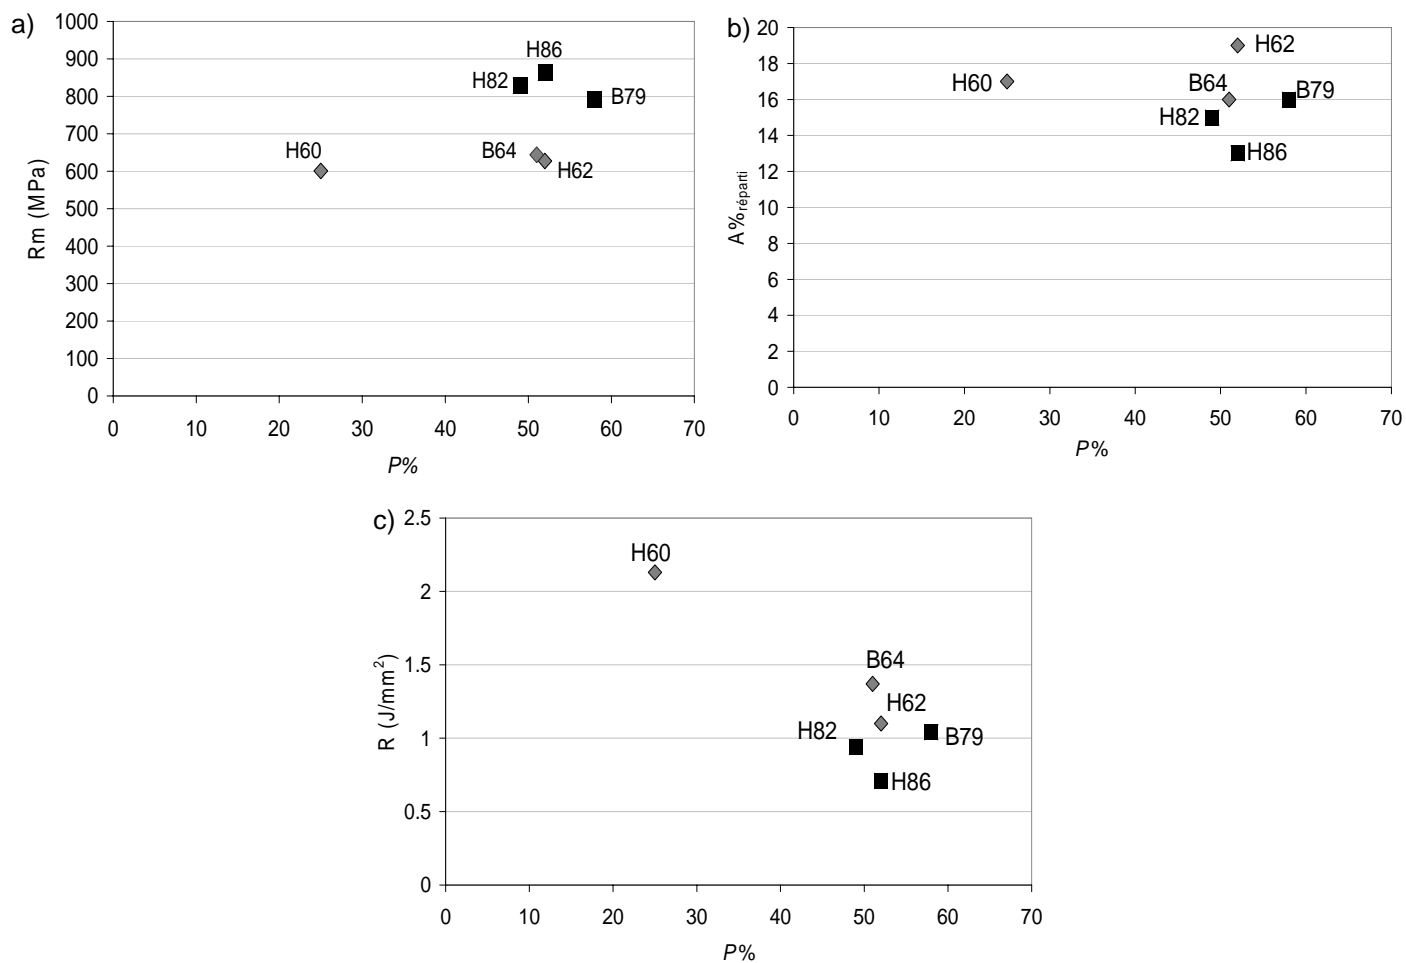 a)
1000
900
800
700
600
500
400
300
200
100
0
Rm (MPa)
H86
H82
B79
H60
B64
H62
0 10 20 30 40 50 60 70
P%
b)
20
18
16
14
12
10
8
6
4
2
0
A%réparti
H62
H60
B64
B79
H82
H86
0 10 20 30 40 50 60 70
P%
c)
2.5
2
1.5
1
0.5
0
R (J/mm²)
H60
B64
H62
H82
B79
H86
0 10 20 30 40 50 60 70
P%